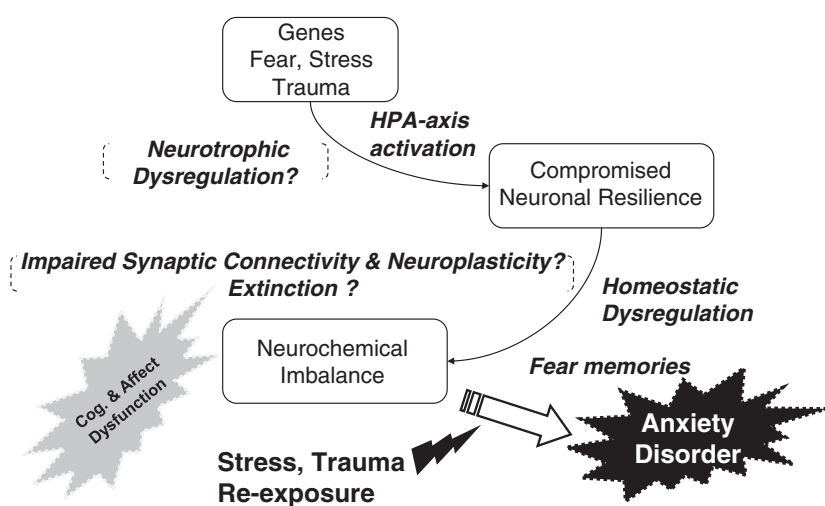 Genes
Fear, Stress
Trauma
HPA-axis
activation
Neurotrophic
Dysregulation?
Compromised
Neuronal Resilience
Impaired Synaptic Connectivity & Neuroplasticity?
Extinction ?
Homeostatic
Dysregulation
Neurochemical
Imbalance
Fear memories
Cog. & Affect
Dysfunction
Anxiety
Disorder
Stress, Trauma
Re-exposure